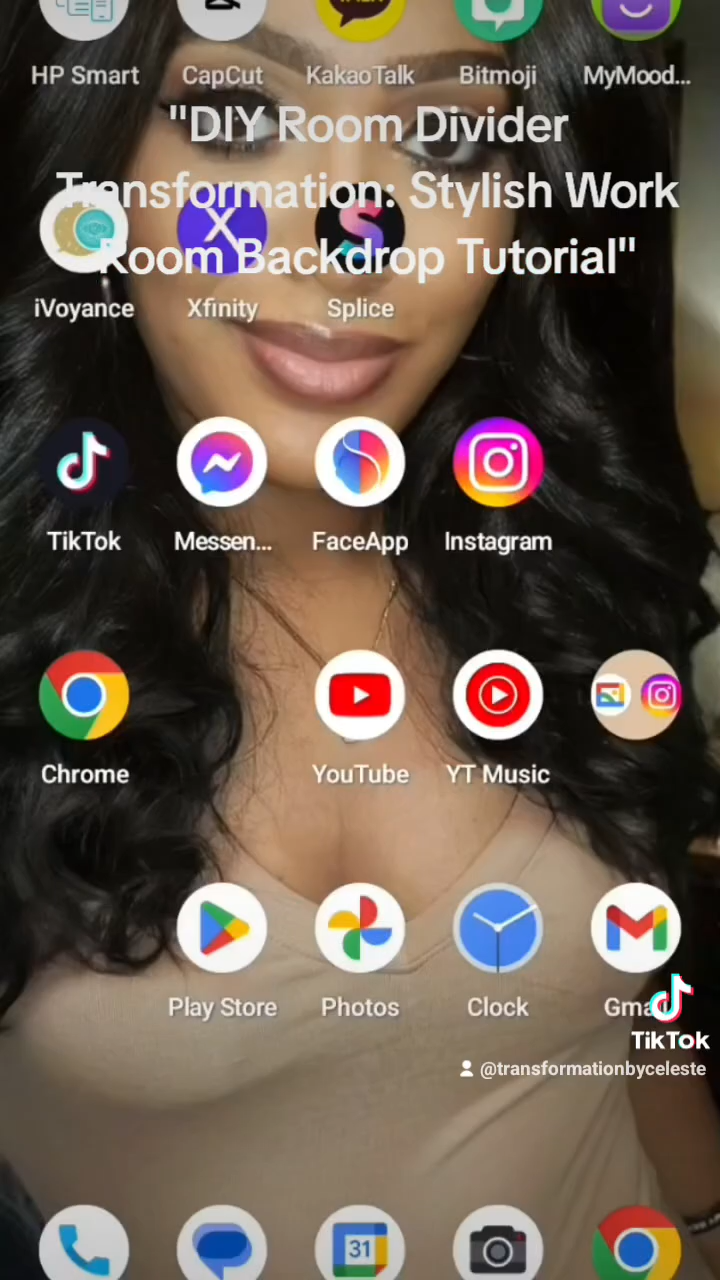 HP Smart
CapCut
KakaoTalk
Bitmoji
MyMood...
"DIY Room Divider
Transformation: Stylish Work
Room Backdrop Tutorial"
iVoyance
Xfinity
Splice
TikTok
Messen...
FaceApp
Instagram
Chrome
YouTube
YT Music
Play Store
Photos
Clock
Gmail
TikTok
@transformationbyceleste
31